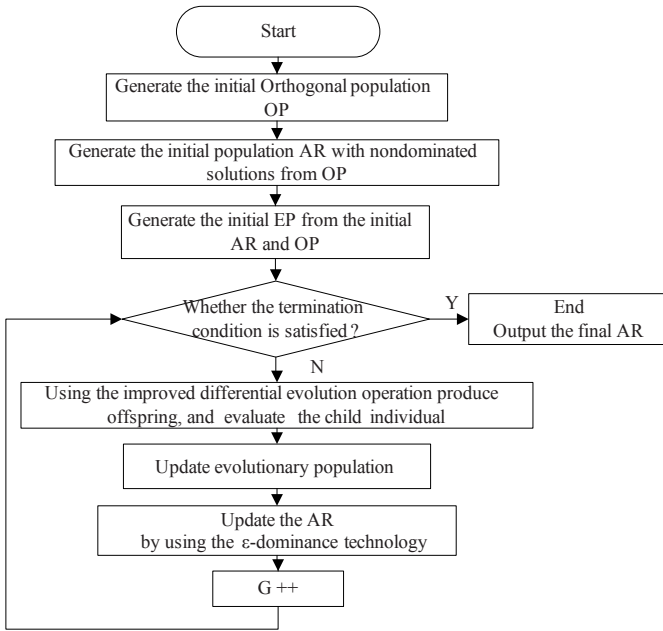 Start
Generate the initial Orthogonal population
OP
Generate the initial population AR with nondominated
solutions from OP
Generate the initial EP from the initial
AR and OP
Whether the termination
condition is satisfied ?
Y
End
Output the final AR
N
Using the improved differential evolution operation produce
offspring, and evaluate the child individual
Update evolutionary population
Update the AR
by using the ε-dominance technology
G ++